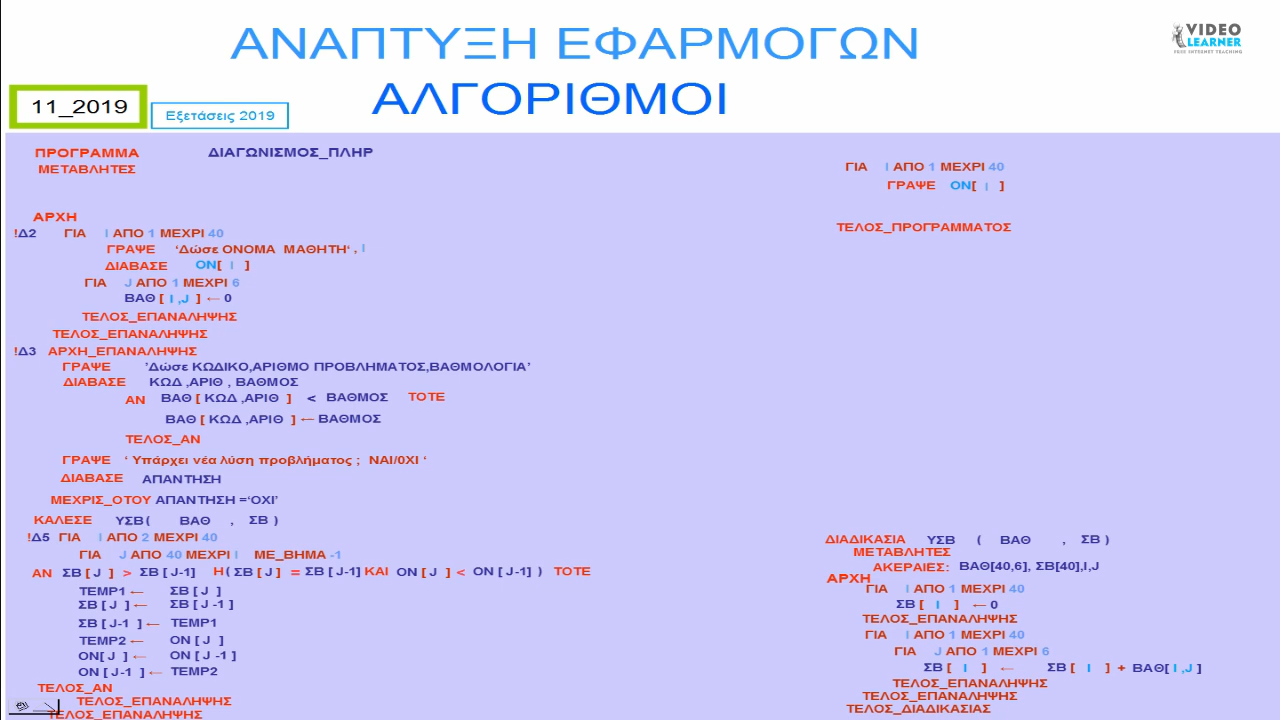 ΑΝΑΠΤΥΞΗ ΕΦΑΡΜΟΓΩΝ
VIDEO
LEARNER
FREE INTERNET TEACHING
ΑΛΓΟΡΙΘΜΟΙ
11_2019
Εξετάσεις 2019
ΠΡΟΓΡΑΜΜΑ ΔΙΑΓΩΝΙΣΜΟΣ_ΠΛΗΡ
ΜΕΤΑΒΛΗΤΕΣ
ΑΡΧΗ
!Δ2 ΓΙΑ I ΑΠΟ 1 ΜΕΧΡΙ 40
ΓΡΑΨΕ ‘Δώσε ΟΝΟΜΑ ΜΑΘΗΤΗ‘ , I
ΔΙΑΒΑΣΕ ΟΝ[ I ]
ΓΙΑ J ΑΠΟ 1 ΜΕΧΡΙ 6
ΒΑΘ [ I ,J ] ← 0
ΤΕΛΟΣ_ΕΠΑΝΑΛΗΨΗΣ
ΤΕΛΟΣ_ΕΠΑΝΑΛΗΨΗΣ
!Δ3 ΑΡΧΗ_ΕΠΑΝΑΛΗΨΗΣ
ΓΡΑΨΕ ’Δώσε ΚΩΔΙΚΟ,ΑΡΙΘΜΟ ΠΡΟΒΛΗΜΑΤΟΣ,ΒΑΘΜΟΛΟΓΙΑ’
ΔΙΑΒΑΣΕ ΚΩΔ ,ΑΡΙΘ , ΒΑΘΜΟΣ
ΑΝ ΒΑΘ [ ΚΩΔ ,ΑΡΙΘ ] < ΒΑΘΜΟΣ ΤΟΤΕ
ΒΑΘ [ ΚΩΔ ,ΑΡΙΘ ] ← ΒΑΘΜΟΣ
ΤΕΛΟΣ_ΑΝ
ΓΡΑΨΕ ‘ Υπάρχει νέα λύση προβλήματος ; ΝΑΙ/0ΧΙ ‘
ΔΙΑΒΑΣΕ ΑΠΑΝΤΗΣΗ
ΜΕΧΡΙΣ_ΟΤΟΥ ΑΠΑΝΤΗΣΗ =‘ΟΧΙ’
ΚΑΛΕΣΕ ΥΣΒ ( ΒΑΘ , ΣΒ )
!Δ5 ΓΙΑ I ΑΠΟ 2 ΜΕΧΡΙ 40
ΓΙΑ J ΑΠΟ 40 ΜΕΧΡΙ I ΜΕ_ΒΗΜΑ -1
ΑΝ ΣΒ [ J ] > ΣΒ [ J-1] Η ( ΣΒ [ J ] = ΣΒ [ J-1] ΚΑΙ ΟΝ [ J ] < ΟΝ [ J-1] ) ΤΟΤΕ
TEMP1 ← ΣΒ [ J ]
ΣΒ [ J ] ← ΣΒ [ J -1 ]
ΣΒ [ J-1 ] ← TEMP1
TEMP2 ← ΟΝ [ J ]
ΟΝ[ J ] ← ΟΝ [ J -1 ]
ΟΝ [ J-1 ] ← TEMP2
ΤΕΛΟΣ_ΑΝ
ΤΕΛΟΣ_ΕΠΑΝΑΛΗΨΗΣ
ΤΕΛΟΣ_ΕΠΑΝΑΛΗΨΗΣ
ΓΙΑ I ΑΠΟ 1 ΜΕΧΡΙ 40
ΓΡΑΨΕ ΟΝ[ I ]
ΤΕΛΟΣ_ΠΡΟΓΡΑΜΜΑΤΟΣ
ΔΙΑΔΙΚΑΣΙΑ ΥΣΒ ( ΒΑΘ , ΣΒ )
ΜΕΤΑΒΛΗΤΕΣ
ΑΚΕΡΑΙΕΣ: ΒΑΘ[40,6], ΣΒ[40],I,J
ΑΡΧΗ
ΓΙΑ I ΑΠΟ 1 ΜΕΧΡΙ 40
ΣΒ [ I ] ← 0
ΤΕΛΟΣ_ΕΠΑΝΑΛΗΨΗΣ
ΓΙΑ I ΑΠΟ 1 ΜΕΧΡΙ 40
ΓΙΑ J ΑΠΟ 1 ΜΕΧΡΙ 6
ΣΒ [ I ] ← ΣΒ [ I ] + ΒΑΘ[ I ,J ]
ΤΕΛΟΣ_ΕΠΑΝΑΛΗΨΗΣ
ΤΕΛΟΣ_ΕΠΑΝΑΛΗΨΗΣ
ΤΕΛΟΣ_ΔΙΑΔΙΚΑΣΙΑΣ